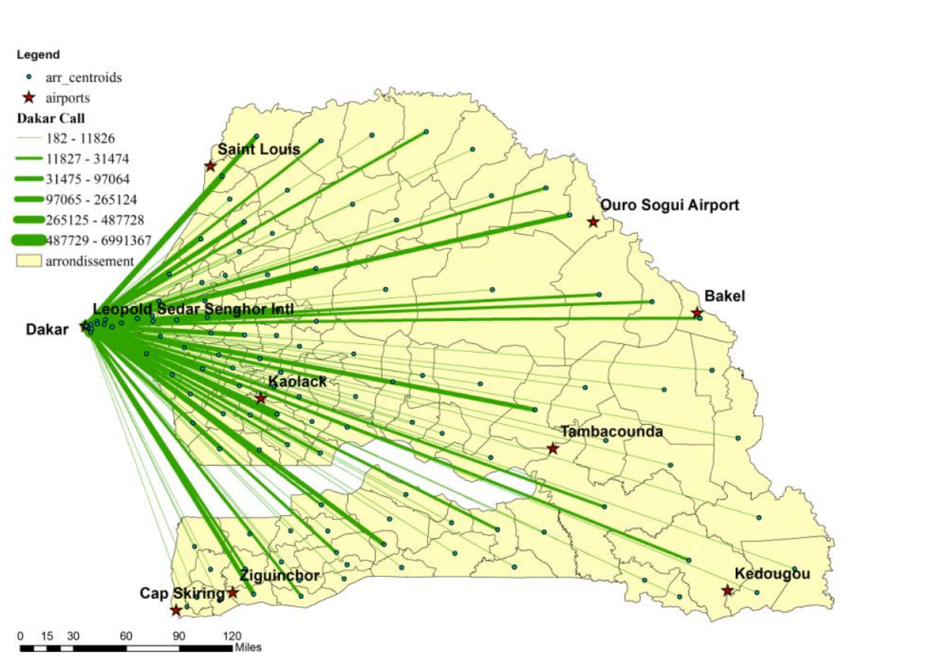 Legend
arr_centroids
airports
Dakar Call
182 - 11826
11827 - 31474
31475 - 97064
97065 - 265124
265125 - 487728
487729 - 6991367
arrondissement
Saint Louis
Ouro Sogui Airport
Bakel
Leopold Sedar Senghor Intl
Dakar
Kaolack
Tambacounda
Kedougou
Ziguinchor
Cap Skiring
0 15 30 60 90 120
Miles